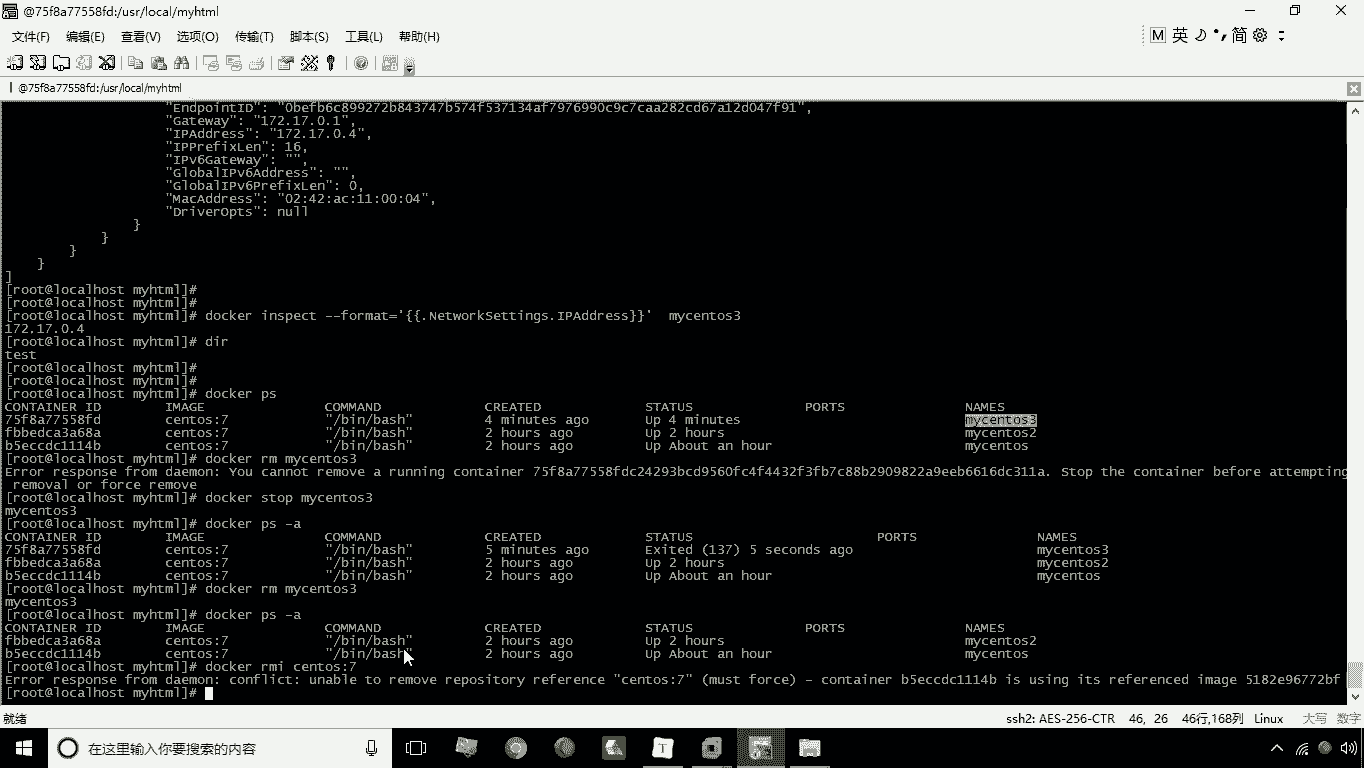 @75f8a77558fd:/usr/local/myhtml
文件(F) 编辑(E) 查看(V) 选项(O) 传输(T) 脚本(S) 工具(L) 帮助(H)
M 英 简
@75f8a77558fd:/usr/local/myhtml
"EndpointID": "0befb6c899272b843747b574f537134af7976990c9c7caa282cd67a12d047f91",
"Gateway": "172.17.0.1",
"IPAddress": "172.17.0.4",
"IPPrefixLen": 16,
"IPv6Gateway": "",
"GlobalIPv6Address": "",
"GlobalIPv6PrefixLen": 0,
"MacAddress": "02:42:ac:11:00:04",
"DriverOpts": null
}
}
}
}
]
[root@localhost myhtml]#
[root@localhost myhtml]#
[root@localhost myhtml]# docker inspect --format='{{.NetworkSettings.IPAddress}}' mycentos3
172.17.0.4
[root@localhost myhtml]# dir
test
[root@localhost myhtml]#
[root@localhost myhtml]#
[root@localhost myhtml]# docker ps
CONTAINER ID IMAGE COMMAND CREATED STATUS PORTS NAMES
75f8a77558fd centos:7 "/bin/bash" 4 minutes ago Up 4 minutes mycentos3
fbbedca3a68a centos:7 "/bin/bash" 2 hours ago Up 2 hours mycentos2
b5eccdc1114b centos:7 "/bin/bash" 2 hours ago Up About an hour mycentos
[root@localhost myhtml]# docker rm mycentos3
Error response from daemon: You cannot remove a running container 75f8a77558fdc24293bcd9560fc4f4432f3fb7c88b2909822a9eeb6616dc311a. Stop the container before attempting
removal or force remove
[root@localhost myhtml]# docker stop mycentos3
mycentos3
[root@localhost myhtml]# docker ps -a
CONTAINER ID IMAGE COMMAND CREATED STATUS PORTS NAMES
75f8a77558fd centos:7 "/bin/bash" 5 minutes ago Exited (137) 5 seconds ago mycentos3
fbbedca3a68a centos:7 "/bin/bash" 2 hours ago Up 2 hours mycentos2
b5eccdc1114b centos:7 "/bin/bash" 2 hours ago Up About an hour mycentos
[root@localhost myhtml]# docker rm mycentos3
mycentos3
[root@localhost myhtml]# docker ps -a
CONTAINER ID IMAGE COMMAND CREATED STATUS PORTS NAMES
fbbedca3a68a centos:7 "/bin/bash" 2 hours ago Up 2 hours mycentos2
b5eccdc1114b centos:7 "/bin/bash" 2 hours ago Up About an hour mycentos
[root@localhost myhtml]# docker rmi centos:7
Error response from daemon: conflict: unable to remove repository reference "centos:7" (must force) - container b5eccdc1114b is using its referenced image 5182e96772bf
[root@localhost myhtml]#
就绪 ssh2: AES-256-CTR 46, 26 46行,168列 Linux 大写 数字
在这里输入你要搜索的内容 T